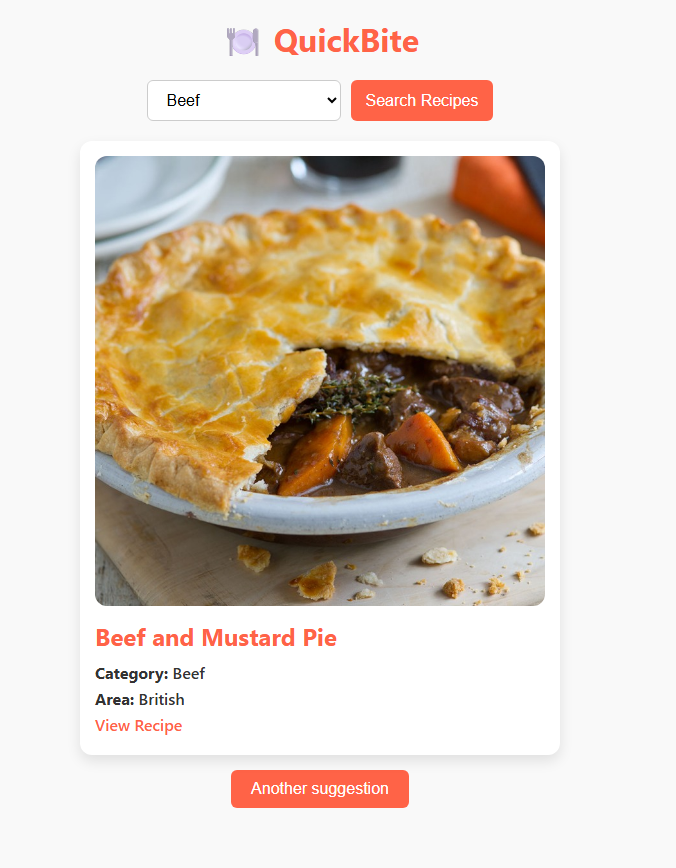 QuickBite
Beef
Search Recipes
Beef and Mustard Pie
Category: Beef
Area: British
View Recipe
Another suggestion